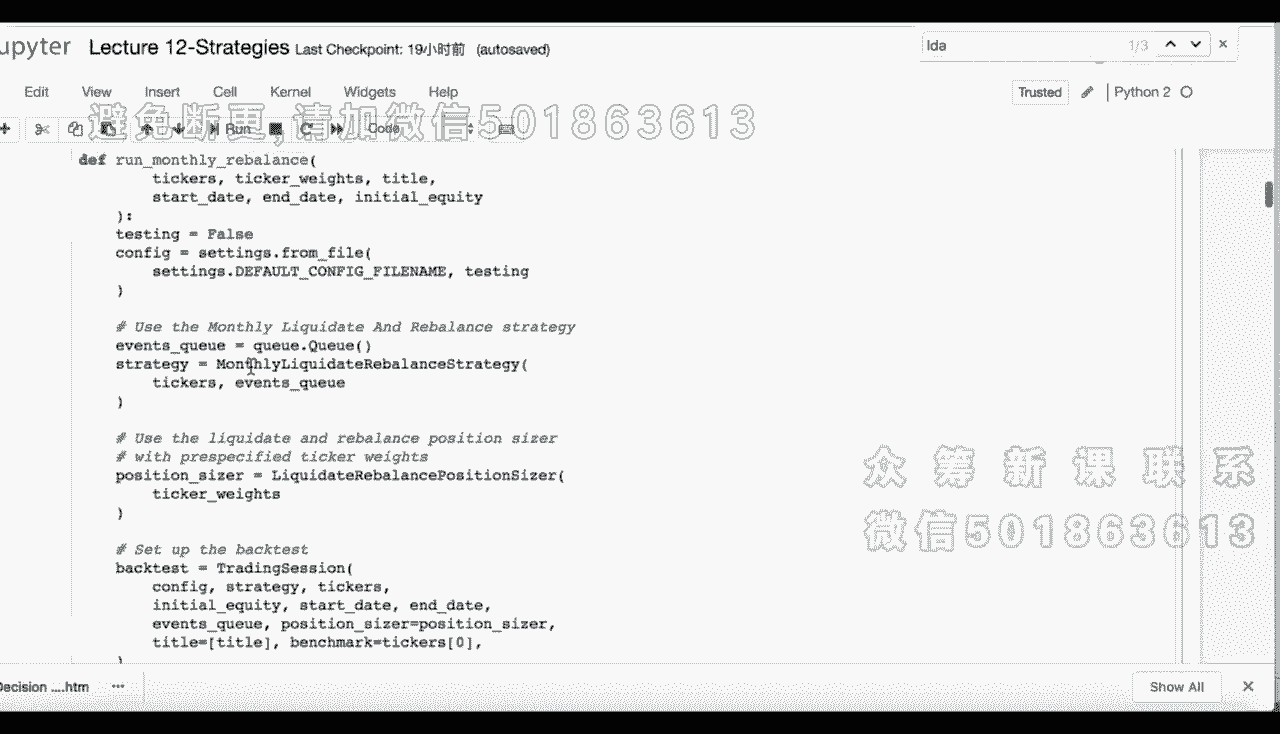 upyter Lecture 12-Strategies Last Checkpoint: 19小时前 (autosaved)
lda 1/3
Edit View Insert Cell Kernel Widgets Help
Trusted Python 2
Run Code
避免断更,请加微信501863613
def run_monthly_rebalance(
tickers, ticker_weights, title,
start_date, end_date, initial_equity
):
testing = False
config = settings.from_file(
settings.DEFAULT_CONFIG_FILENAME, testing
)
# Use the Monthly Liquidate And Rebalance strategy
events_queue = queue.Queue()
strategy = MonthlyLiquidateRebalanceStrategy(
tickers, events_queue
)
# Use the liquidate and rebalance position sizer
# with prespecified ticker weights
position_sizer = LiquidateRebalancePositionSizer(
ticker_weights
)
众筹新课联系
微信501863613
# Set up the backtest
backtest = TradingSession(
config, strategy, tickers,
initial_equity, start_date, end_date,
events_queue, position_sizer=position_sizer,
title=[title], benchmark=tickers[0],
)
Decision ....htm
Show All